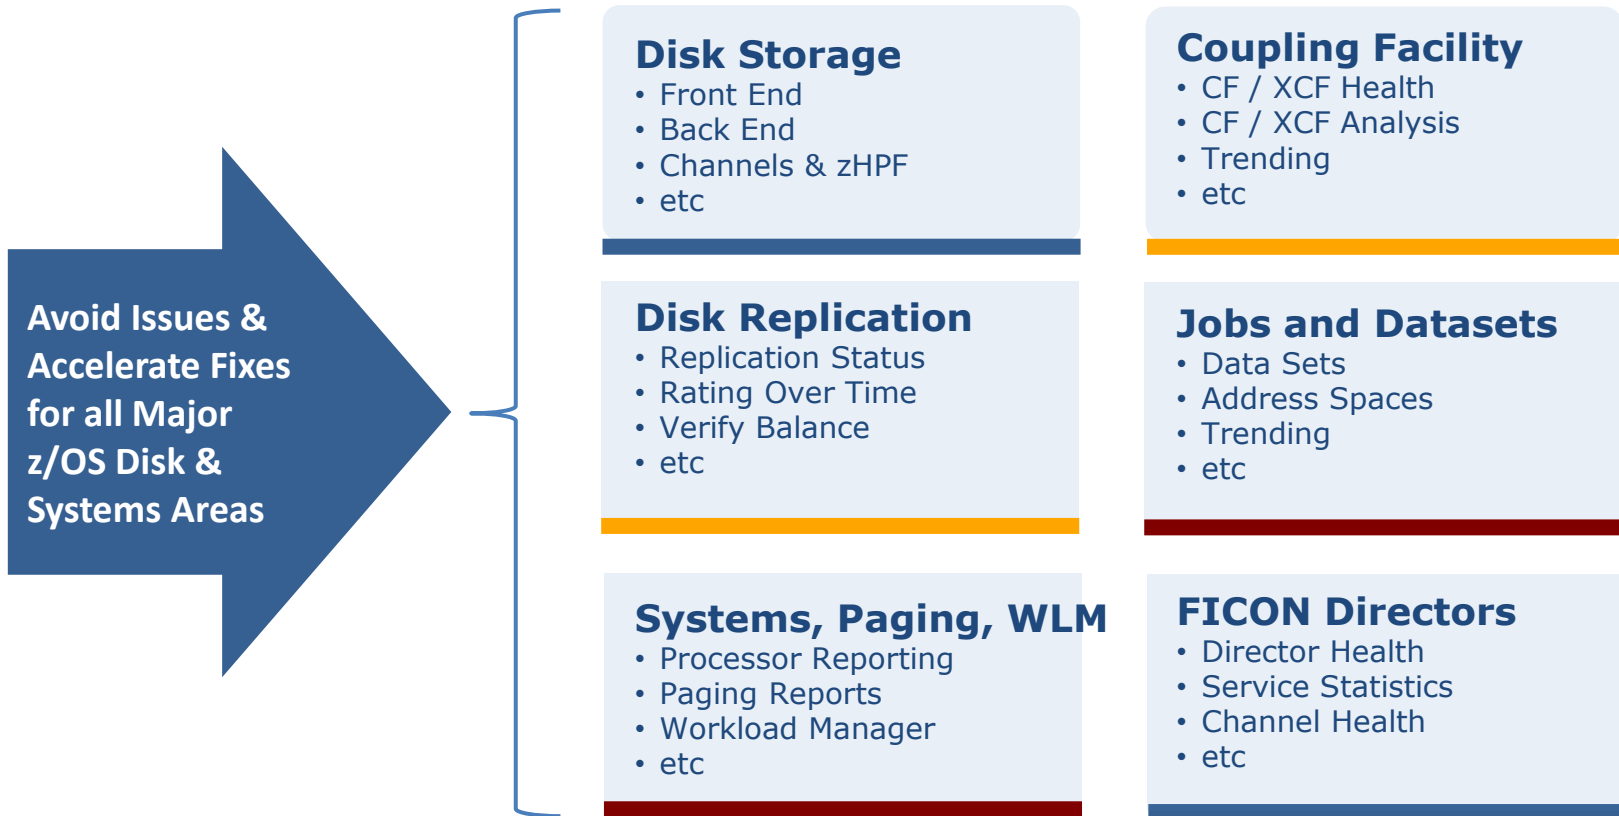 Avoid Issues &
Accelerate Fixes
for all Major
z/OS Disk &
Systems Areas
Disk Storage
• Front End
• Back End
• Channels & zHPF
• etc
Coupling Facility
• CF / XCF Health
• CF / XCF Analysis
• Trending
• etc
Disk Replication
• Replication Status
• Rating Over Time
• Verify Balance
• etc
Jobs and Datasets
• Data Sets
• Address Spaces
• Trending
• etc
Systems, Paging, WLM
• Processor Reporting
• Paging Reports
• Workload Manager
• etc
FICON Directors
• Director Health
• Service Statistics
• Channel Health
• etc